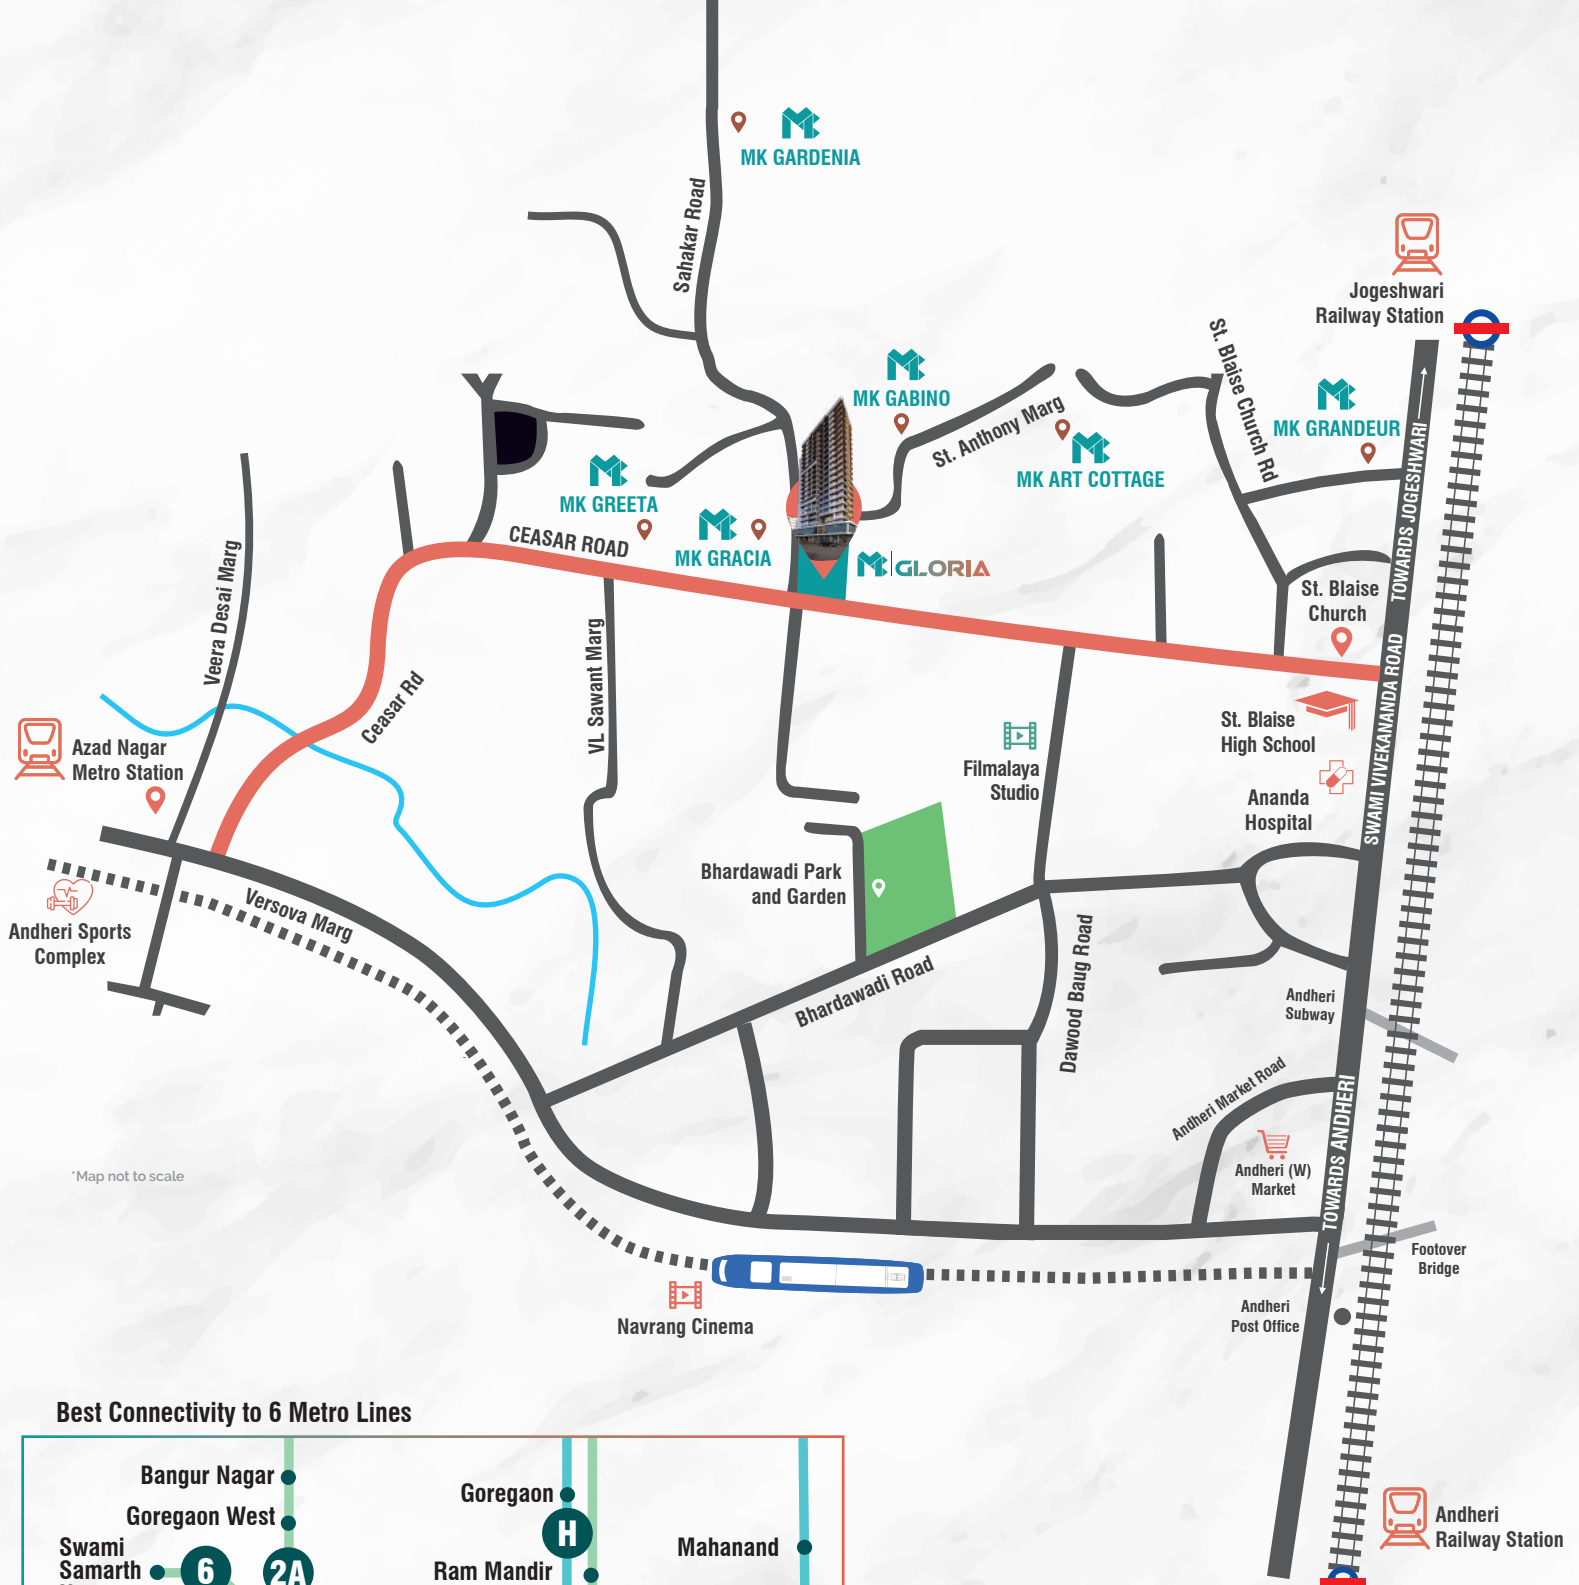 MK GARDENIA
Sahakar Road
Jogeshwari
Railway Station
MK GABINO
St. Anthony Marg
MK ART COTTAGE
St. Blaise Church Rd
MK GRANDEUR
TOWARDS JOGESHWARI
MK GREETA
MK GRACIA
CEASAR ROAD
GLORIA
St. Blaise
Church
Veera Desai Marg
Ceasar Rd
VL Sawant Marg
SWAMI VIVEKANANDA ROAD
St. Blaise
High School
Azad Nagar
Metro Station
Filmalaya
Studio
Ananda
Hospital
Bhardawadi Park
and Garden
Versova Marg
Andheri Sports
Complex
Bhardawadi Road
Dawood Baug Road
Andheri
Subway
Andheri Market Road
TOWARDS ANDHERI
Andheri (W)
Market
*Map not to scale
Footover
Bridge
Andheri
Post Office
Navrang Cinema
Andheri
Railway Station
Best Connectivity to 6 Metro Lines
Bangur Nagar
Goregaon West
Swami
Samarth
6
2A
Goregaon
H
Ram Mandir
Mahanand